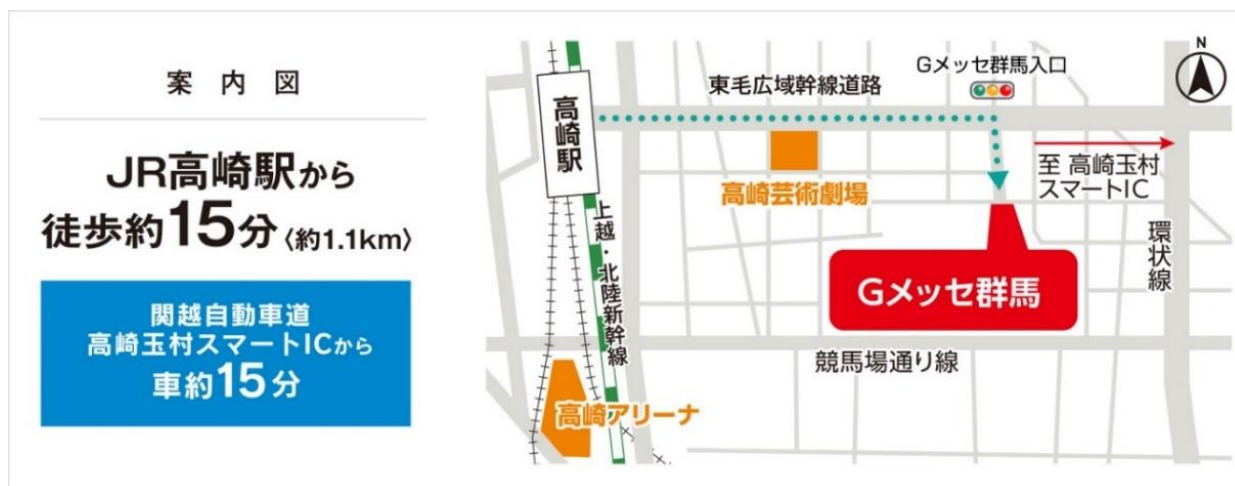 案内図
JR高崎駅から
徒歩約15分〈約1.1km〉
関越自動車道
高崎玉村スマートICから
車約15分
N
Gメッセ群馬入口
東毛広域幹線道路
高崎駅
高崎芸術劇場
至 高崎玉村
スマートIC
環状線
上越・北陸新幹線
Gメッセ群馬
競馬場通り線
高崎アリーナ